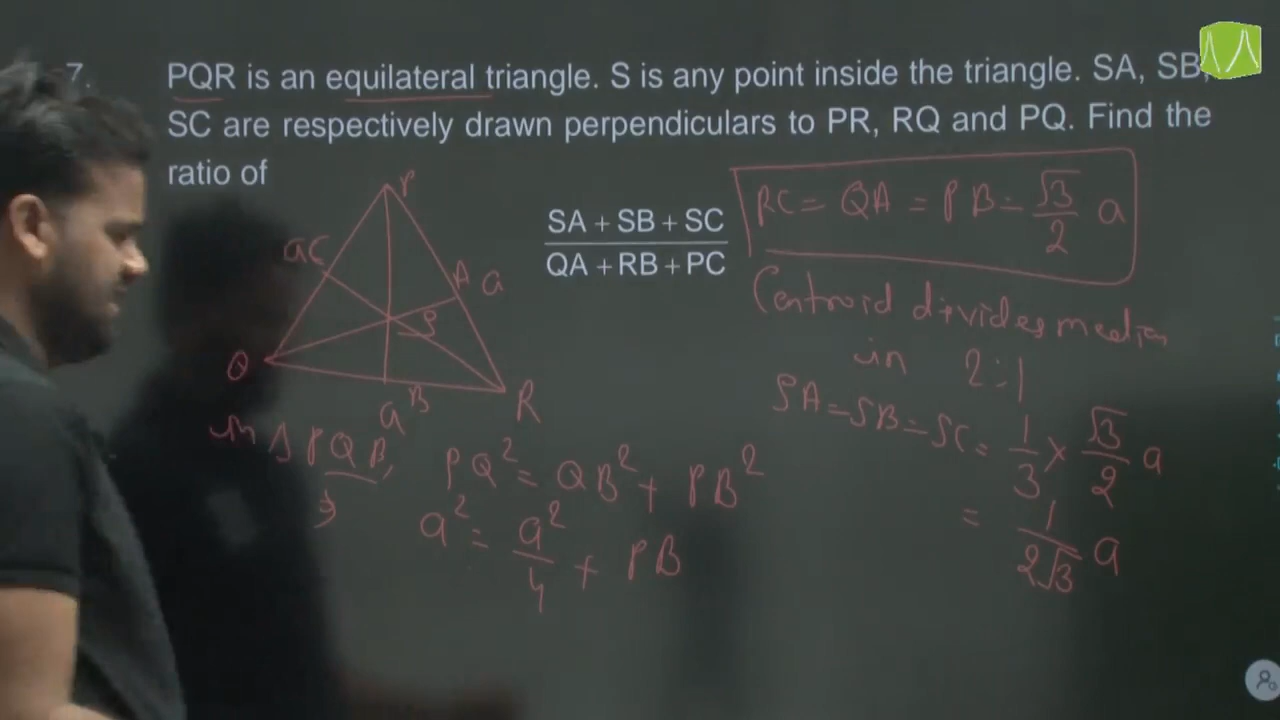 7. PQR is an equilateral triangle. S is any point inside the triangle. SA, SB,
SC are respectively drawn perpendiculars to PR, RQ and PQ. Find the
ratio of
SA + SB + SC
QA + RB + PC
P
a C
A a
S
Q
B
a
R
RC = QA = PB = √3/2 a
Centroid divides median
in 2:1
SA = SB = SC = 1/3 × √3/2 a
= 1/2√3 a
in Δ PQB,
PQ² = QB² + PB²
a² = a²/4 + PB